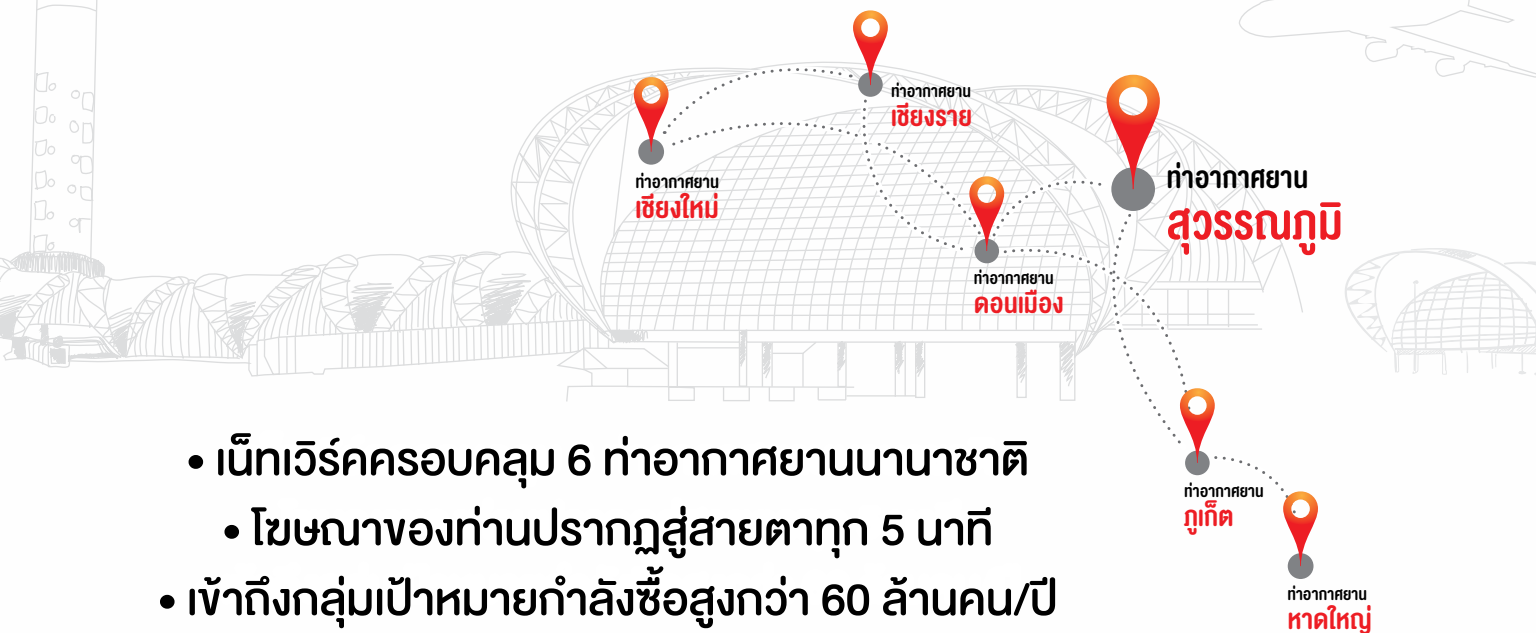 ท่าอากาศยาน
เชียงราย
ท่าอากาศยาน
เชียงใหม่
ท่าอากาศยาน
สุวรรณภูมิ
ท่าอากาศยาน
ดอนเมือง
• เน็ทเวิร์คครอบคลุม 6 ท่าอากาศยานนานาชาติ
ท่าอากาศยาน
ภูเก็ต
• โฆษณาของท่านปรากฏสู่สายตาทุก 5 นาที
• เข้าถึงกลุ่มเป้าหมายกำลังซื้อสูงกว่า 60 ล้านคน/ปี
ท่าอากาศยาน
หาดใหญ่